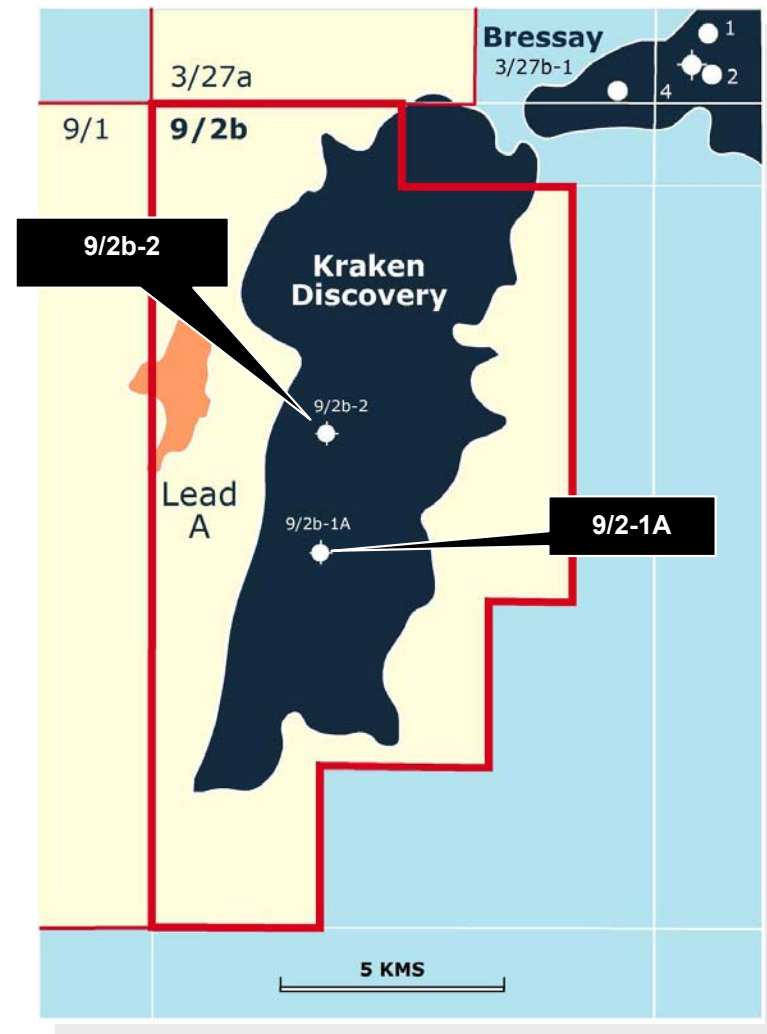 Bressay
3/27b-1
1
2
4
3/27a
9/1
9/2b
9/2b-2
Kraken
Discovery
9/2b-2
Lead
A
9/2b-1A
9/2-1A
5 KMS